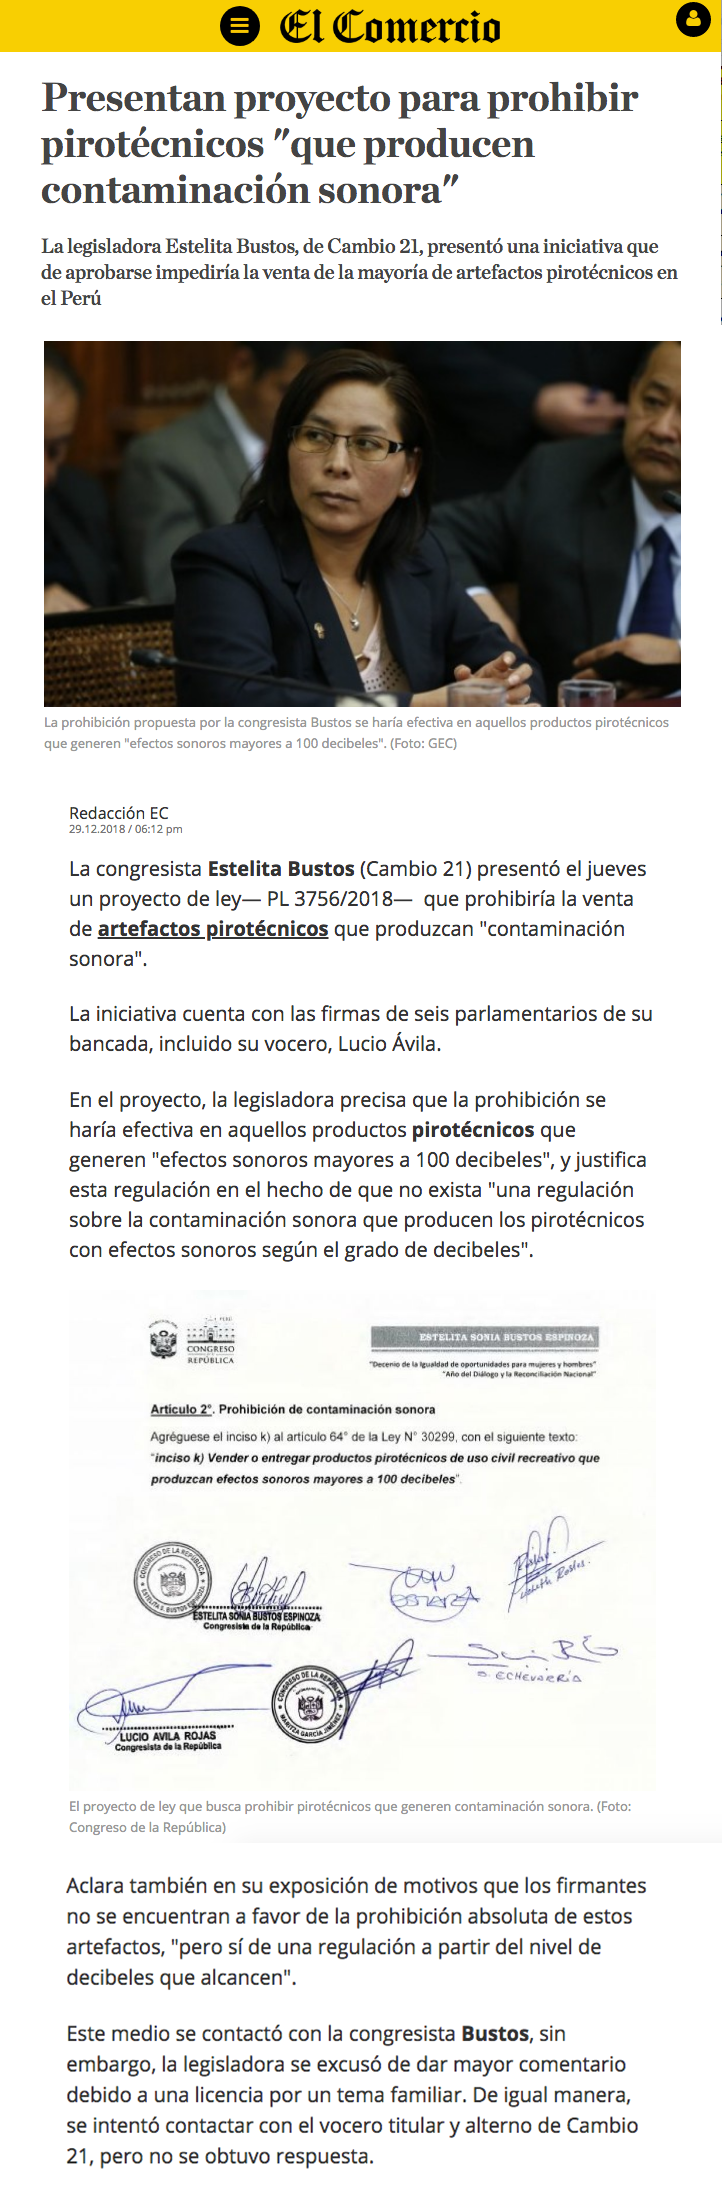 El Comercio
Presentan proyecto para prohibir
pirotécnicos "que producen
contaminación sonora"
La legisladora Estelita Bustos, de Cambio 21, presentó una iniciativa que
de aprobarse impediría la venta de la mayoría de artefactos pirotécnicos en
el Perú
La prohibición propuesta por la congresista Bustos se haría efectiva en aquellos productos pirotécnicos
que generen "efectos sonoros mayores a 100 decibeles". (Foto: GEC)
Redacción EC
29.12.2018 / 06:12 pm
La congresista Estelita Bustos (Cambio 21) presentó el jueves
un proyecto de ley— PL 3756/2018— que prohibiría la venta
de artefactos pirotécnicos que produzcan "contaminación
sonora".
La iniciativa cuenta con las firmas de seis parlamentarios de su
bancada, incluido su vocero, Lucio Ávila.
En el proyecto, la legisladora precisa que la prohibición se
haría efectiva en aquellos productos pirotécnicos que
generen "efectos sonoros mayores a 100 decibeles", y justifica
esta regulación en el hecho de que no exista "una regulación
sobre la contaminación sonora que producen los pirotécnicos
con efectos sonoros según el grado de decibeles".
PERÚ
CONGRESO
REPÚBLICA
ESTELITA SONIA BUSTOS ESPINOZA
"Decenio de la Igualdad de oportunidades para mujeres y hombres"
"Año del Diálogo y la Reconciliación Nacional"
Artículo 2°. Prohibición de contaminación sonora
Agréguese el inciso k) al artículo 64° de la Ley N° 30299, con el siguiente texto:
"inciso k) Vender o entregar productos pirotécnicos de uso civil recreativo que
produzcan efectos sonoros mayores a 100 decibeles".
CONGRESO DE LA REPÚBLICA
ESTELITA S. BUSTOS ESPINOZA
ESTELITA SONIA BUSTOS ESPINOZA
Congresista de la República
Lizbeth Robles.
S. ECHEVARRÍA
CONGRESO DE LA REPÚBLICA
MARITZA GARCÍA JIMÉNEZ
LUCIO AVILA ROJAS
Congresista de la República
El proyecto de ley que busca prohibir pirotécnicos que generen contaminación sonora. (Foto:
Congreso de la República)
Aclara también en su exposición de motivos que los firmantes
no se encuentran a favor de la prohibición absoluta de estos
artefactos, "pero sí de una regulación a partir del nivel de
decibeles que alcancen".
Este medio se contactó con la congresista Bustos, sin
embargo, la legisladora se excusó de dar mayor comentario
debido a una licencia por un tema familiar. De igual manera,
se intentó contactar con el vocero titular y alterno de Cambio
21, pero no se obtuvo respuesta.